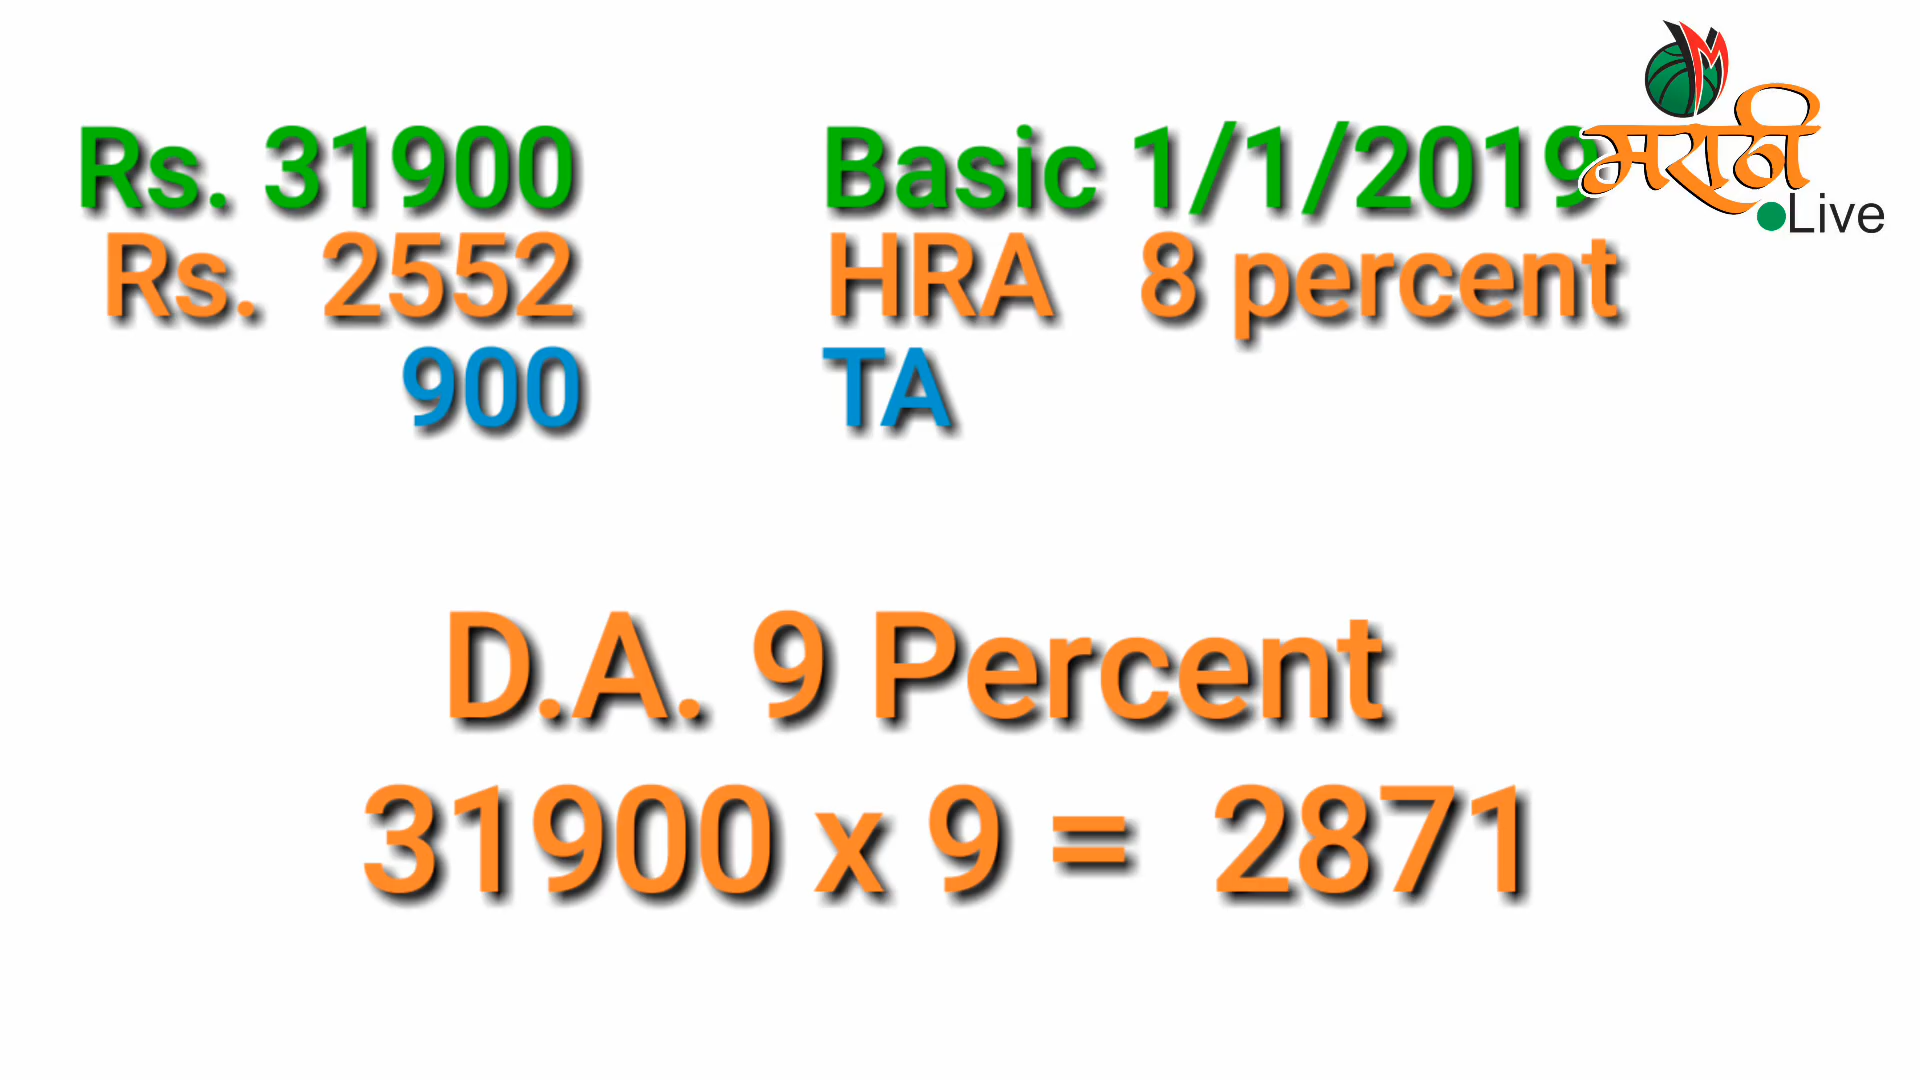 Rs. 31900 Basic 1/1/2019
Rs. 2552 HRA 8 percent
900 TA
मराठी
Live
D.A. 9 Percent
31900 x 9 = 2871